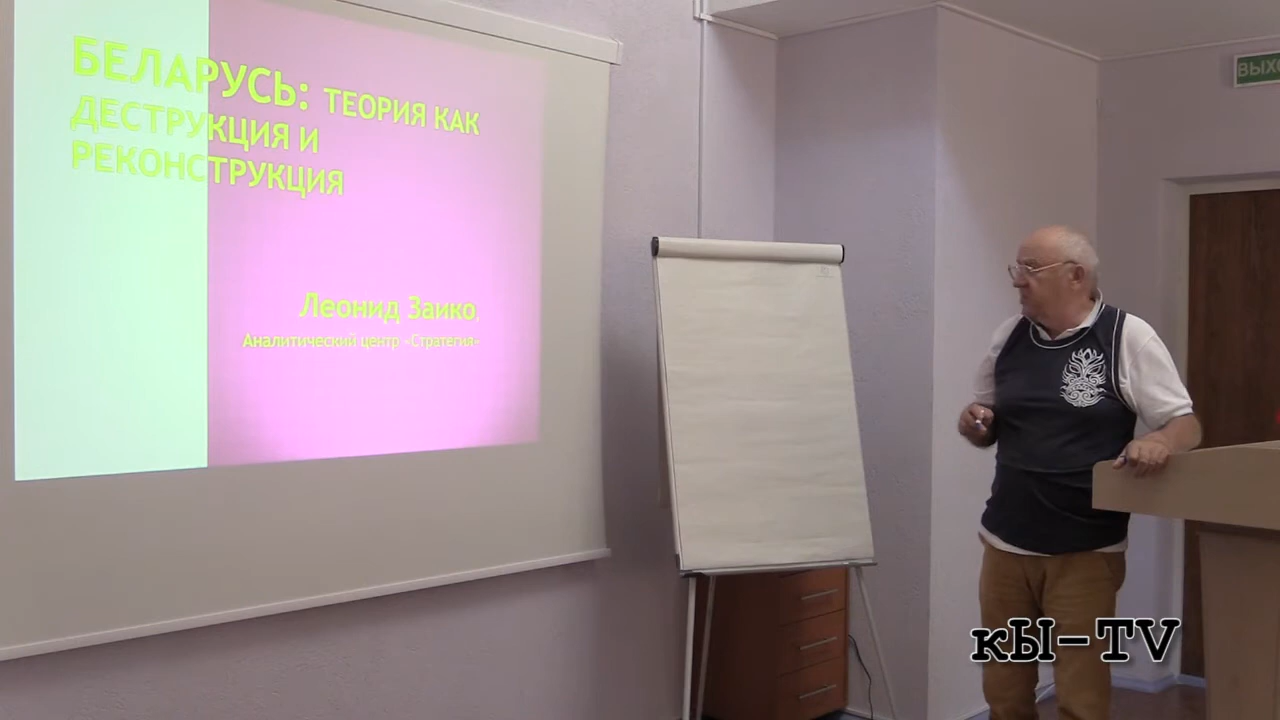 БЕЛАРУСЬ: ТЕОРИЯ КАК
ДЕСТРУКЦИЯ И
РЕКОНСТРУКЦИЯ
Леонид Заико,
Аналитический центр «Стратегия»
ВЫХО
кЫ-TV